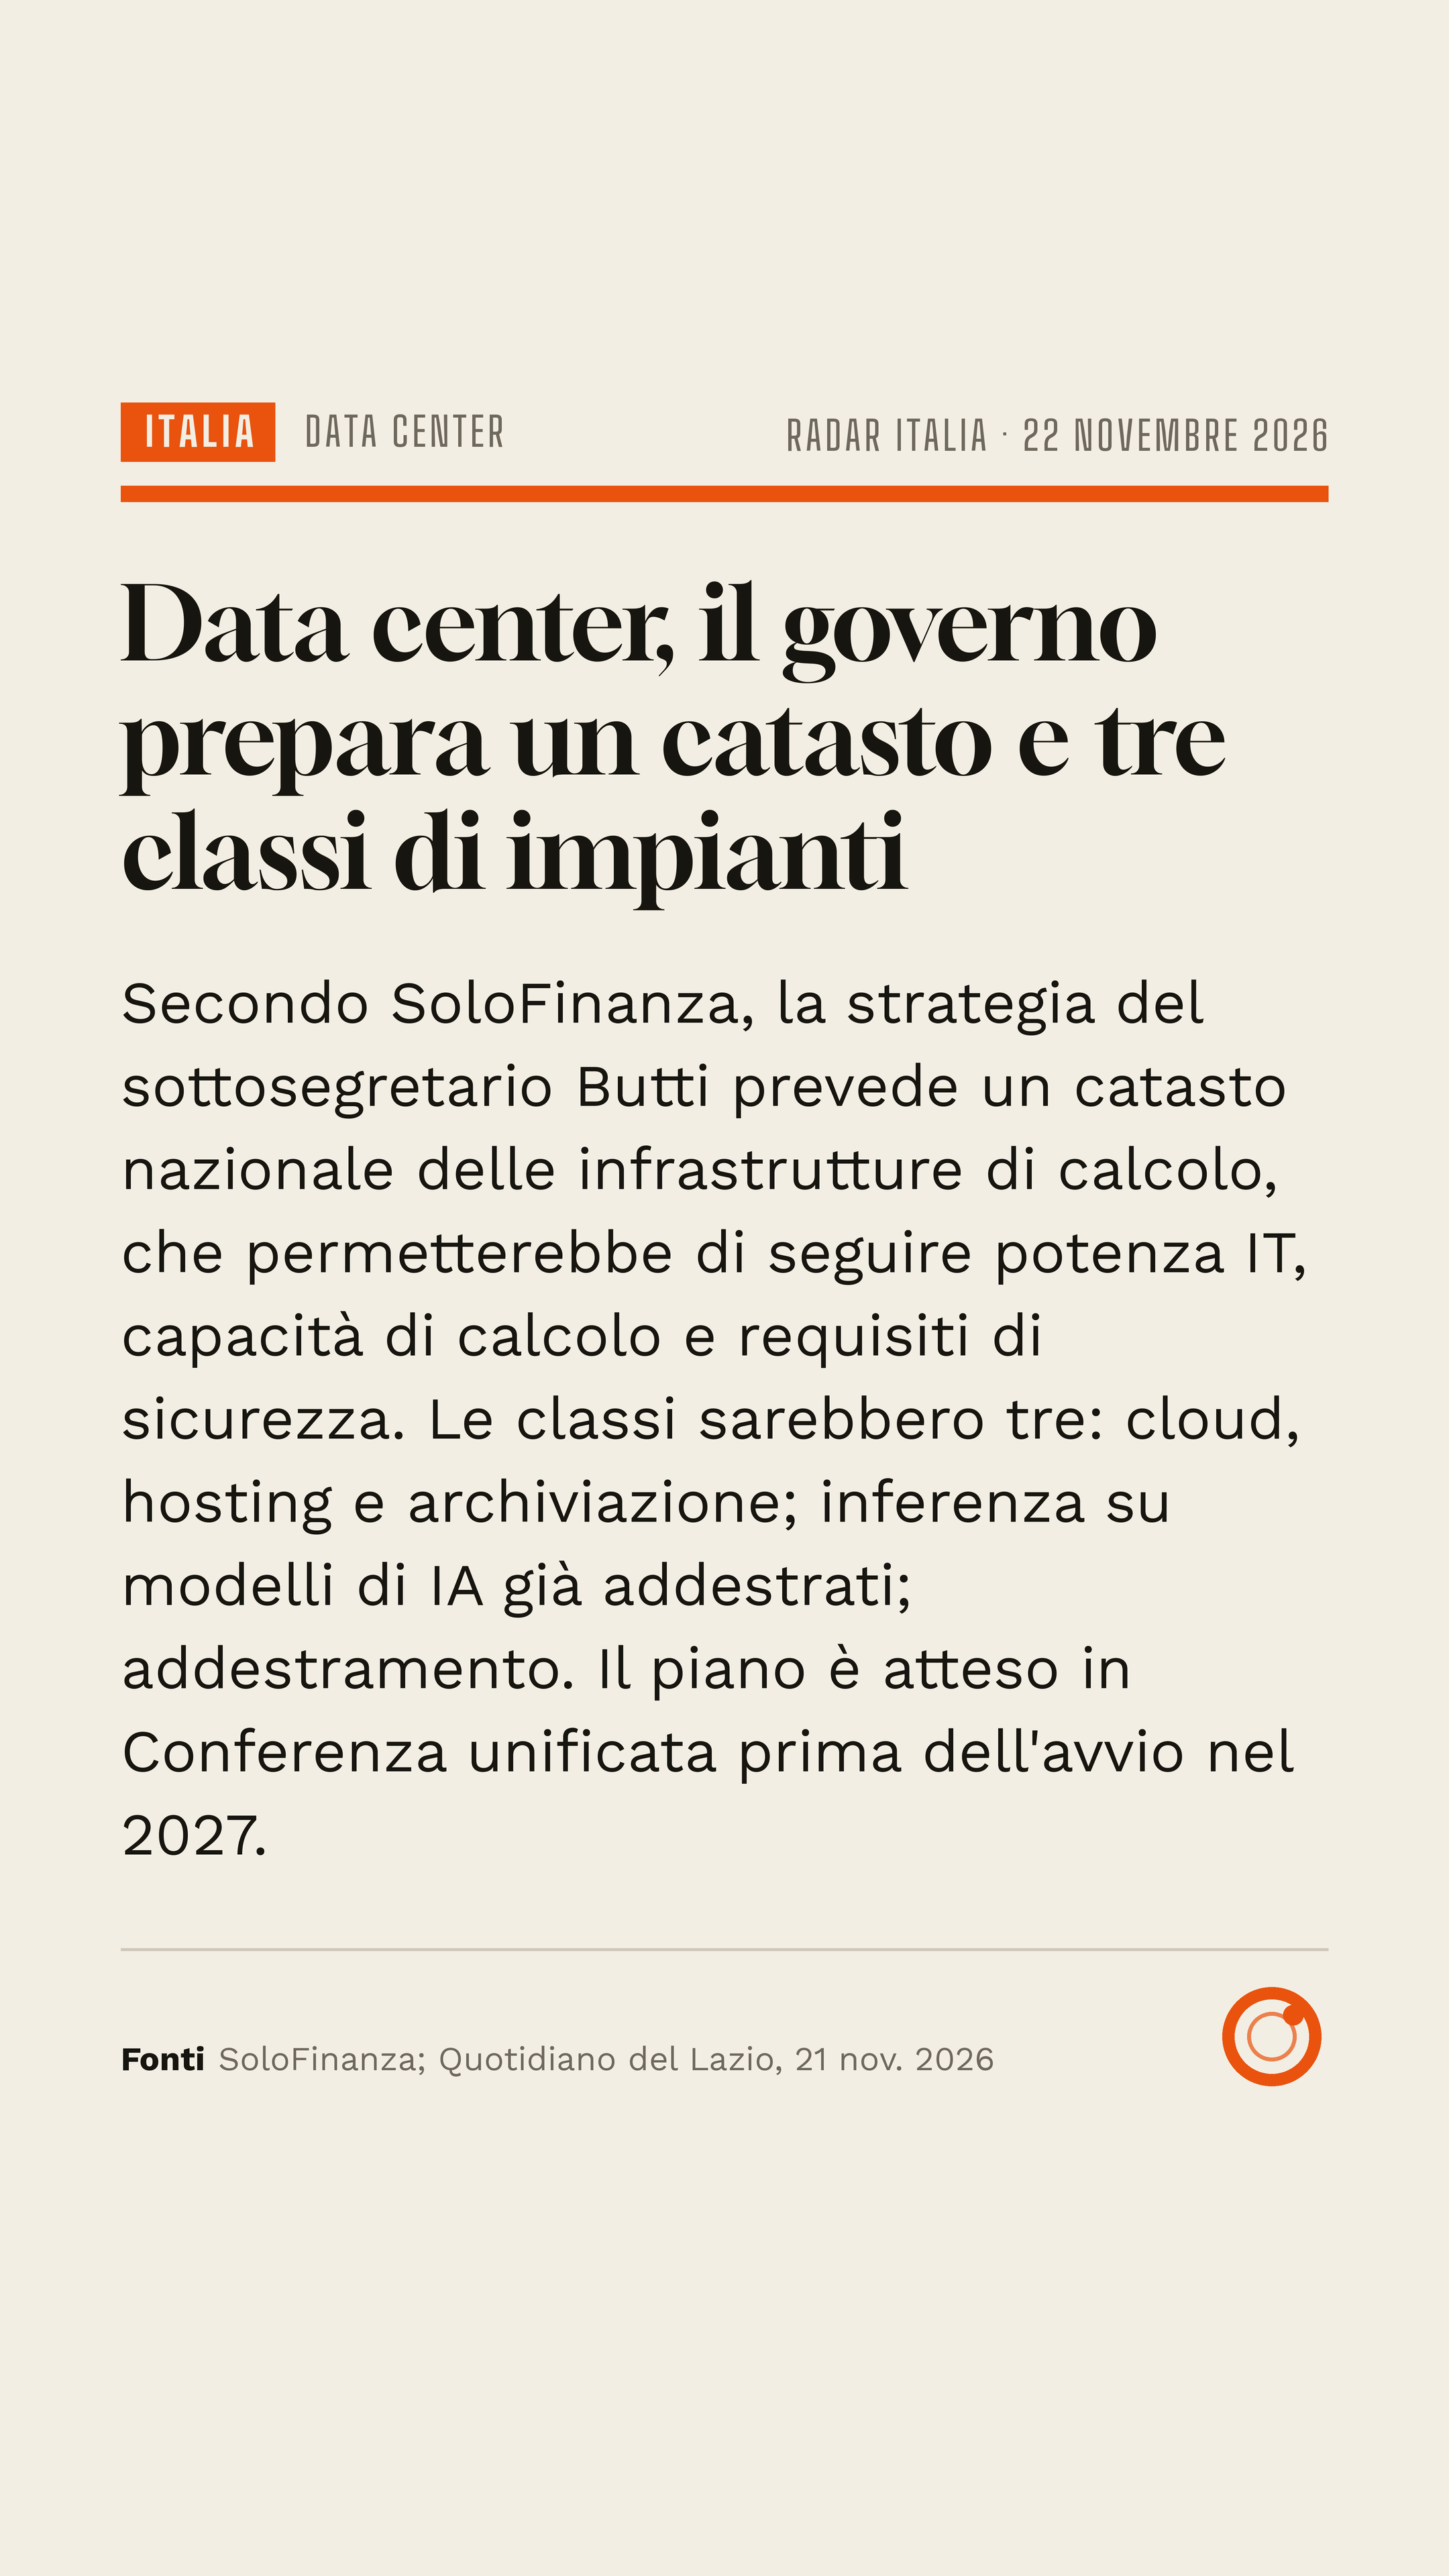 ITALIA DATA CENTER RADAR ITALIA · 22 NOVEMBRE 2026
Data center, il governo
prepara un catasto e tre
classi di impianti
Secondo SoloFinanza, la strategia del
sottosegretario Butti prevede un catasto
nazionale delle infrastrutture di calcolo,
che permetterebbe di seguire potenza IT,
capacità di calcolo e requisiti di
sicurezza. Le classi sarebbero tre: cloud,
hosting e archiviazione; inferenza su
modelli di IA già addestrati;
addestramento. Il piano è atteso in
Conferenza unificata prima dell'avvio nel
2027.
Fonti SoloFinanza; Quotidiano del Lazio, 21 nov. 2026